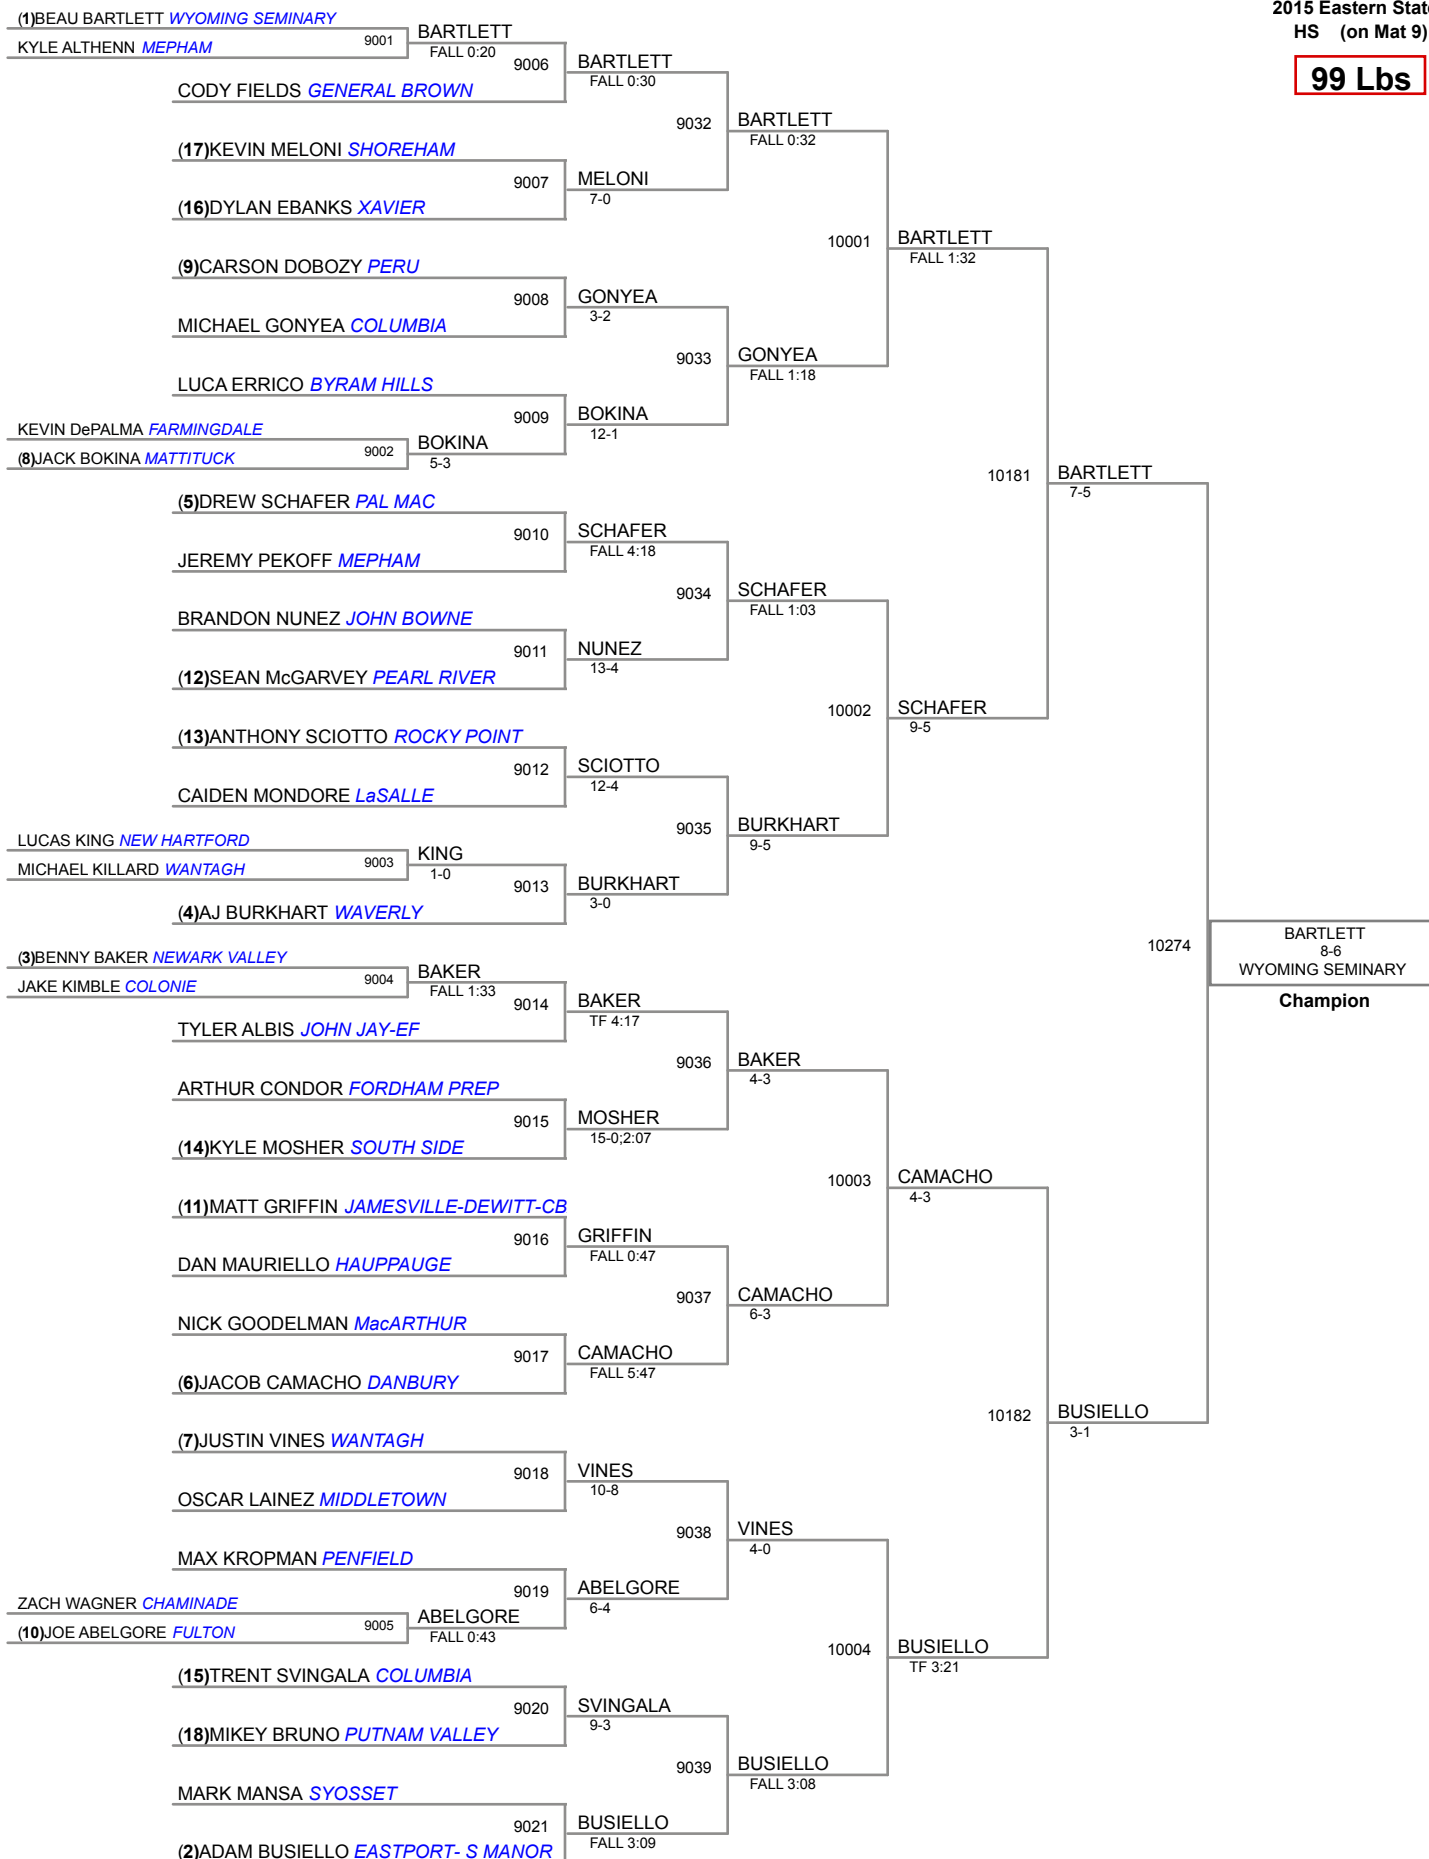 2015 Eastern State
HS (on Mat 9)
99 Lbs
(1)BEAU BARTLETT WYOMING SEMINARY
KYLE ALTHENN MEPHAM
9001
BARTLETT
FALL 0:20
CODY FIELDS GENERAL BROWN
9006
BARTLETT
FALL 0:30
(17)KEVIN MELONI SHOREHAM
(16)DYLAN EBANKS XAVIER
9007
MELONI
7-0
9032
BARTLETT
FALL 0:32
(9)CARSON DOBOZY PERU
MICHAEL GONYEA COLUMBIA
9008
GONYEA
3-2
LUCA ERRICO BYRAM HILLS
KEVIN DePALMA FARMINGDALE
(8)JACK BOKINA MATTITUCK
9002
BOKINA
5-3
9009
BOKINA
12-1
9033
GONYEA
FALL 1:18
10001
BARTLETT
FALL 1:32
(5)DREW SCHAFER PAL MAC
JEREMY PEKOFF MEPHAM
9010
SCHAFER
FALL 4:18
BRANDON NUNEZ JOHN BOWNE
(12)SEAN McGARVEY PEARL RIVER
9011
NUNEZ
13-4
9034
SCHAFER
FALL 1:03
(13)ANTHONY SCIOTTO ROCKY POINT
CAIDEN MONDORE LaSALLE
9012
SCIOTTO
12-4
LUCAS KING NEW HARTFORD
MICHAEL KILLARD WANTAGH
9003
KING
1-0
(4)AJ BURKHART WAVERLY
9013
BURKHART
3-0
9035
BURKHART
9-5
10002
SCHAFER
9-5
10181
BARTLETT
7-5
(3)BENNY BAKER NEWARK VALLEY
JAKE KIMBLE COLONIE
9004
BAKER
FALL 1:33
TYLER ALBIS JOHN JAY-EF
9014
BAKER
TF 4:17
ARTHUR CONDOR FORDHAM PREP
(14)KYLE MOSHER SOUTH SIDE
9015
MOSHER
15-0;2:07
9036
BAKER
4-3
(11)MATT GRIFFIN JAMESVILLE-DEWITT-CB
DAN MAURIELLO HAUPPAUGE
9016
GRIFFIN
FALL 0:47
NICK GOODELMAN MacARTHUR
(6)JACOB CAMACHO DANBURY
9017
CAMACHO
FALL 5:47
9037
CAMACHO
6-3
10003
CAMACHO
4-3
(7)JUSTIN VINES WANTAGH
OSCAR LAINEZ MIDDLETOWN
9018
VINES
10-8
MAX KROPMAN PENFIELD
ZACH WAGNER CHAMINADE
(10)JOE ABELGORE FULTON
9005
ABELGORE
FALL 0:43
9019
ABELGORE
6-4
9038
VINES
4-0
(15)TRENT SVINGALA COLUMBIA
(18)MIKEY BRUNO PUTNAM VALLEY
9020
SVINGALA
9-3
MARK MANSA SYOSSET
(2)ADAM BUSIELLO EASTPORT- S MANOR
9021
BUSIELLO
FALL 3:09
9039
BUSIELLO
FALL 3:08
10004
BUSIELLO
TF 3:21
10182
BUSIELLO
3-1
10274
BARTLETT
8-6
WYOMING SEMINARY
Champion